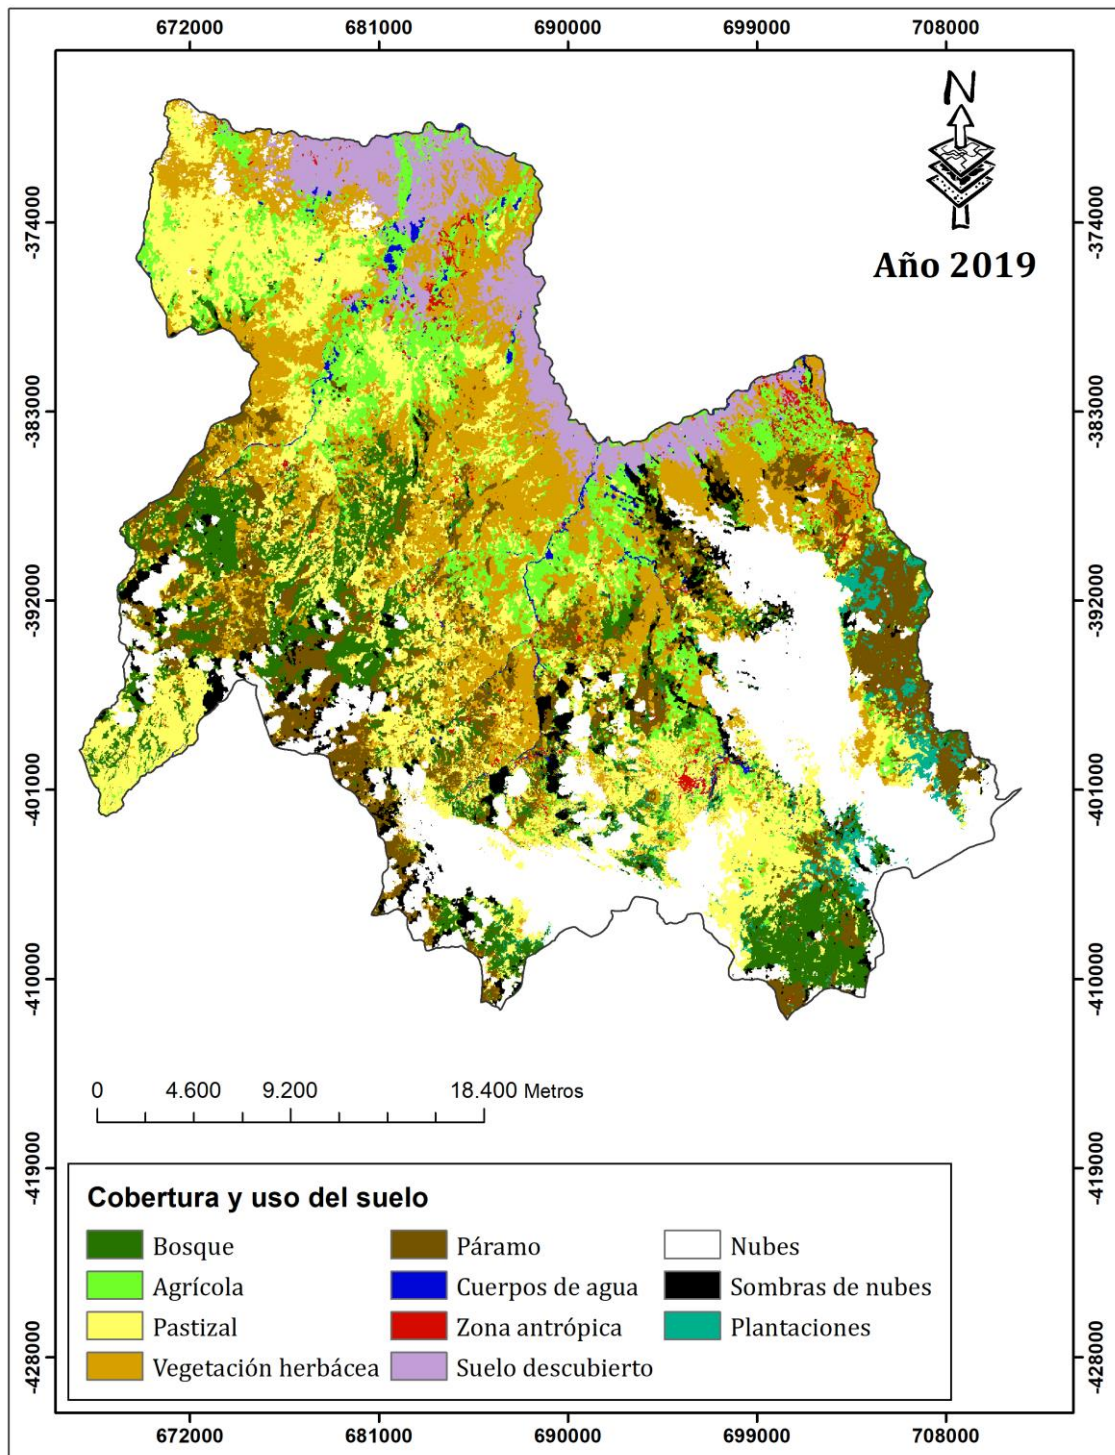 672000 681000 690000 699000 708000
N
Año 2019
-374000 -374000
-383000 -383000
-392000 -392000
-401000 -401000
-410000 -410000
0 4.600 9.200 18.400 Metros
-419000 -419000
Cobertura y uso del suelo
Bosque Páramo Nubes
Agrícola Cuerpos de agua Sombras de nubes
Pastizal Zona antrópica Plantaciones
Vegetación herbácea Suelo descubierto
-428000 -428000
672000 681000 690000 699000 708000